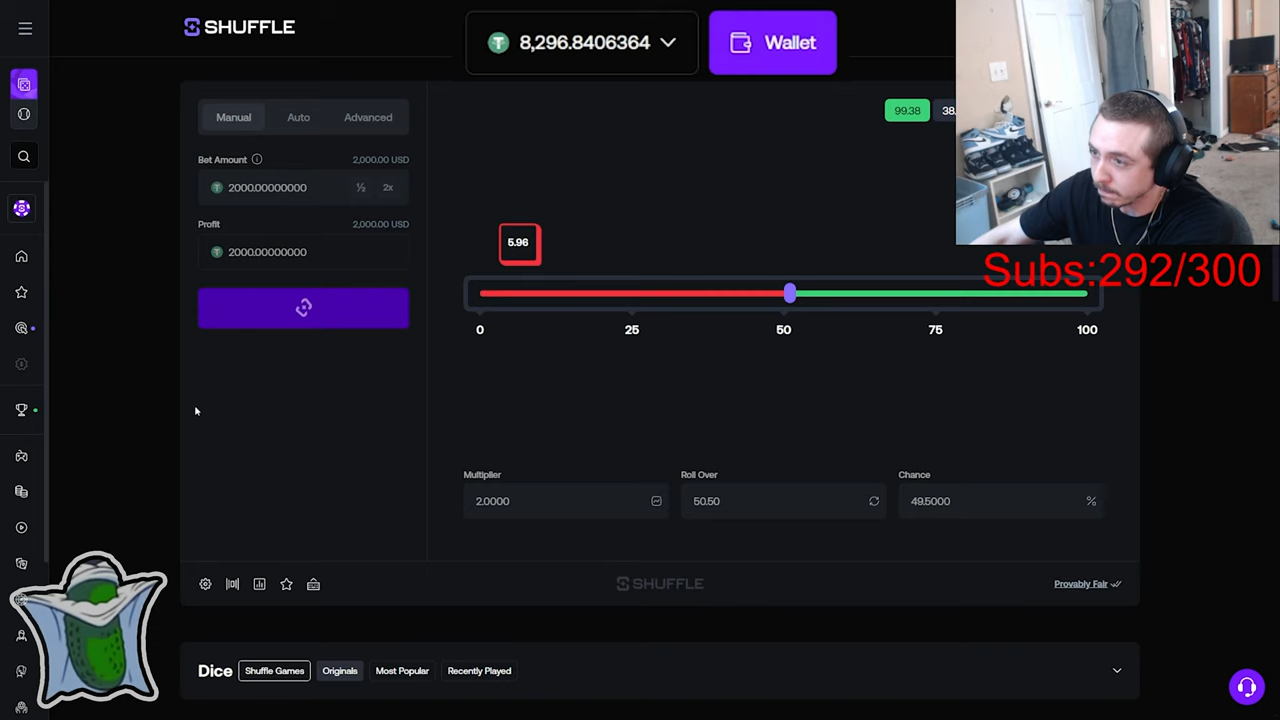 SHUFFLE
8,296.8406364
Wallet
Manual
Auto
Advanced
99.38
38.
Bet Amount
2,000.00 USD
2000.00000000
½
2x
Profit
2,000.00 USD
2000.00000000
5.96
Subs:292/300
0
25
50
75
100
Multiplier
Roll Over
Chance
2.0000
50.50
49.5000
%
SHUFFLE
Provably Fair
Dice
Shuffle Games
Originals
Most Popular
Recently Played